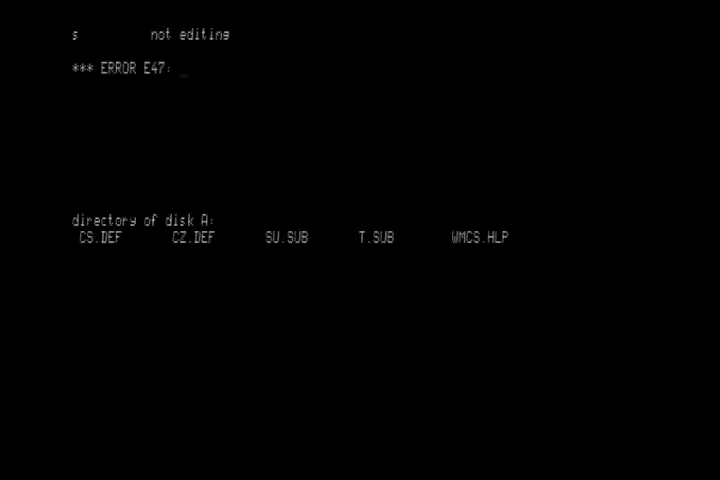 s not editing
*** ERROR E47: _
directory of disk A:
CS.DEF CZ.DEF SU.SUB T.SUB WMCS.HLP